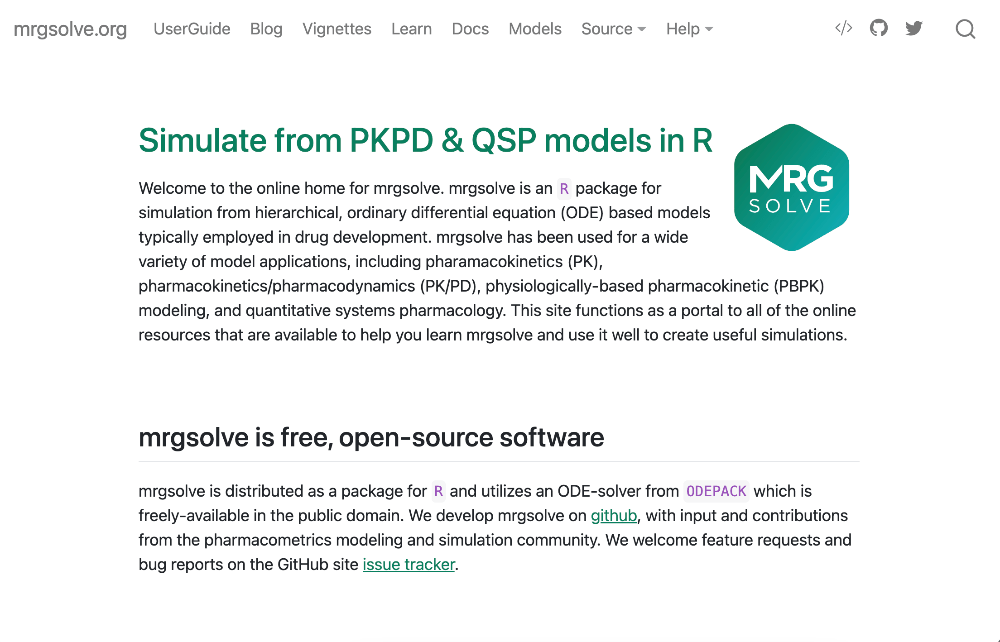 mrgsolve.org UserGuide Blog Vignettes Learn Docs Models Source Help
Simulate from PKPD & QSP models in R
MRG
SOLVE
Welcome to the online home for mrgsolve. mrgsolve is an R package for
simulation from hierarchical, ordinary differential equation (ODE) based models
typically employed in drug development. mrgsolve has been used for a wide
variety of model applications, including pharamacokinetics (PK),
pharmacokinetics/pharmacodynamics (PK/PD), physiologically-based pharmacokinetic (PBPK)
modeling, and quantitative systems pharmacology. This site functions as a portal to all of the online
resources that are available to help you learn mrgsolve and use it well to create useful simulations.
mrgsolve is free, open-source software
mrgsolve is distributed as a package for R and utilizes an ODE-solver from ODEPACK which is
freely-available in the public domain. We develop mrgsolve on github, with input and contributions
from the pharmacometrics modeling and simulation community. We welcome feature requests and
bug reports on the GitHub site issue tracker.